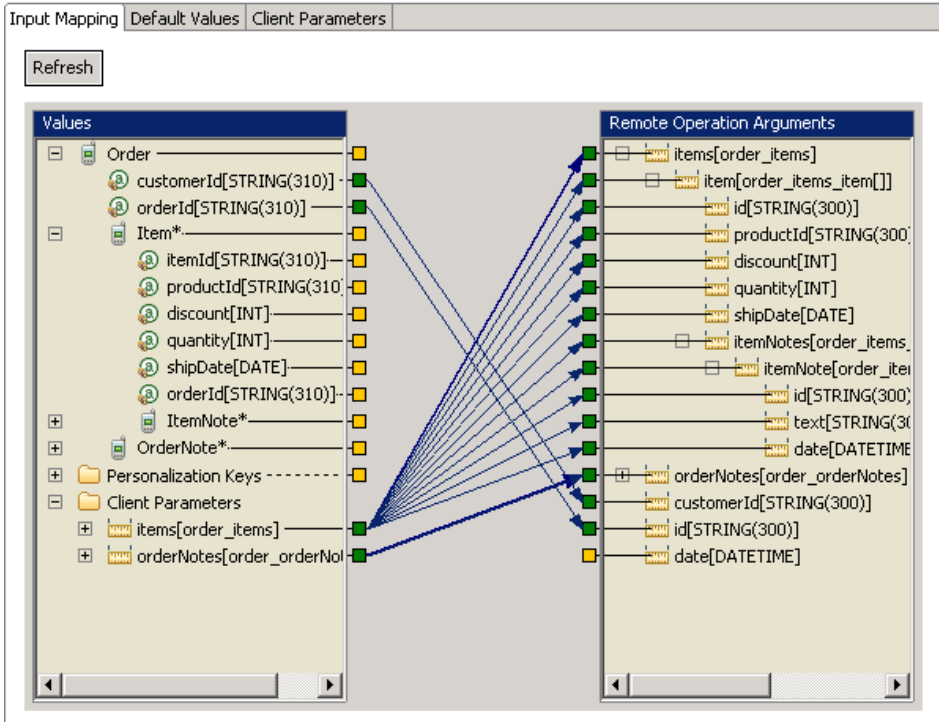 Input Mapping Default Values Client Parameters
Refresh
Values
Order
customerId[STRING(310)]
orderId[STRING(310)]
Item*
itemId[STRING(310)]
productId[STRING(310
discount[INT]
quantity[INT]
shipDate[DATE]
orderId[STRING(310)]
ItemNote*
OrderNote*
Personalization Keys
Client Parameters
items[order_items]
orderNotes[order_orderNot
Remote Operation Arguments
items[order_items]
item[order_items_item[]]
id[STRING(300)]
productId[STRING(300)
discount[INT]
quantity[INT]
shipDate[DATE]
itemNotes[order_items_
itemNote[order_iter
id[STRING(300)
text[STRING(30
date[DATETIME
orderNotes[order_orderNotes]
customerId[STRING(300)]
id[STRING(300)]
date[DATETIME]